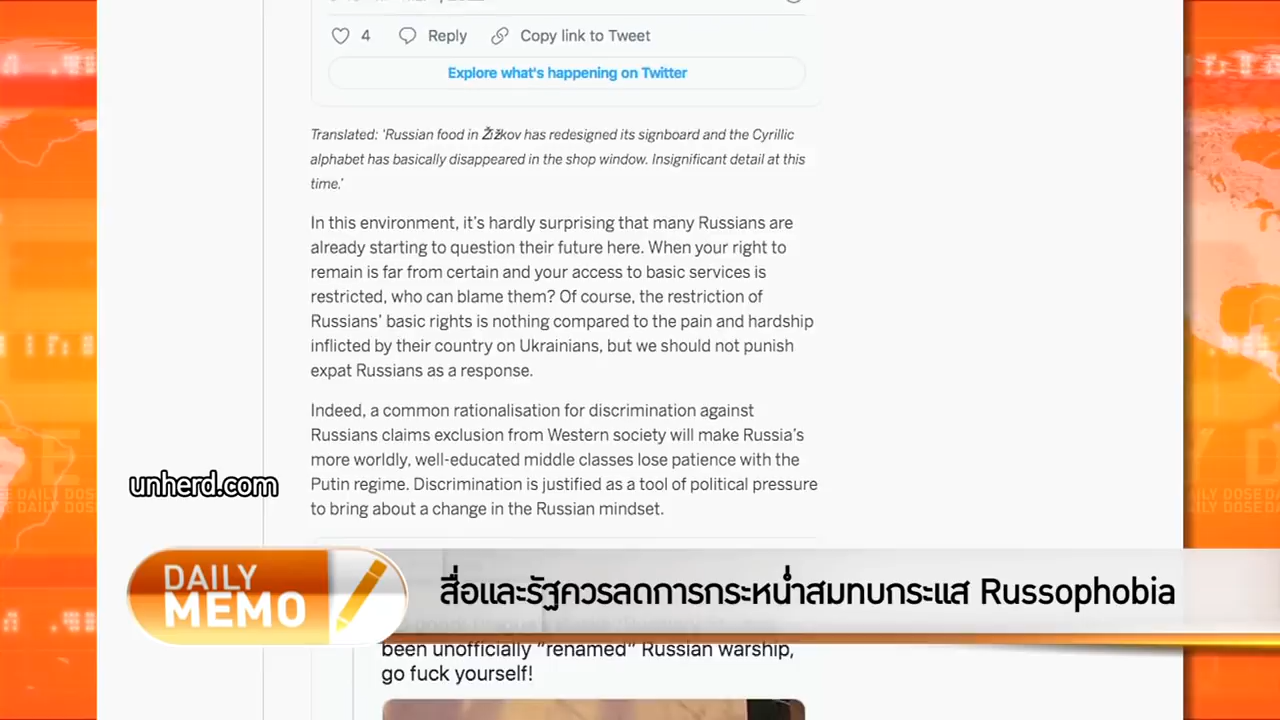 4 Reply Copy link to Tweet
Explore what's happening on Twitter
Translated: 'Russian food in Žižkov has redesigned its signboard and the Cyrillic
alphabet has basically disappeared in the shop window. Insignificant detail at this
time.'
In this environment, it's hardly surprising that many Russians are
already starting to question their future here. When your right to
remain is far from certain and your access to basic services is
restricted, who can blame them? Of course, the restriction of
Russians' basic rights is nothing compared to the pain and hardship
inflicted by their country on Ukrainians, but we should not punish
expat Russians as a response.
Indeed, a common rationalisation for discrimination against
Russians claims exclusion from Western society will make Russia's
more worldly, well-educated middle classes lose patience with the
Putin regime. Discrimination is justified as a tool of political pressure
to bring about a change in the Russian mindset.
unherd.com
DAILY
MEMO
สื่อและรัฐควรลดการกระหน่ำสมทบกระแส Russophobia
been unofficially "renamed" Russian warship,
go fuck yourself!